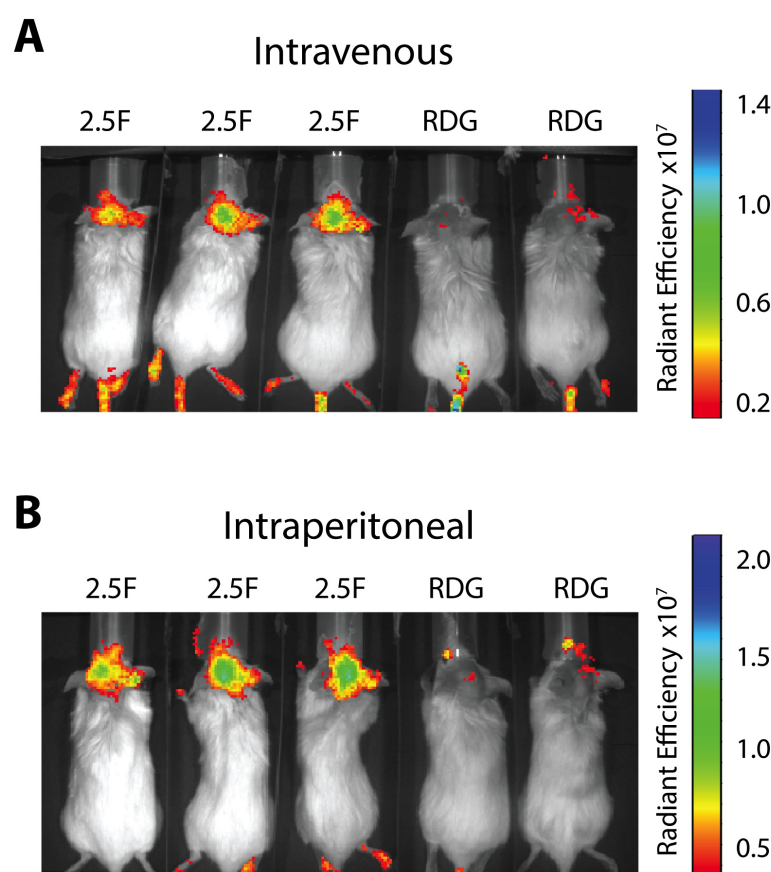 A
Intravenous
2.5F 2.5F 2.5F RDG RDG
Radiant Efficiency x10⁷
1.4
1.0
0.6
0.2
B
Intraperitoneal
2.5F 2.5F 2.5F RDG RDG
Radiant Efficiency x10⁷
2.0
1.5
1.0
0.5